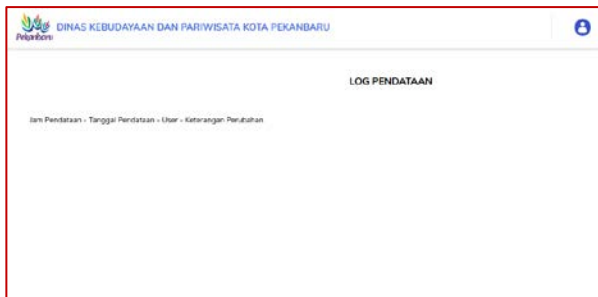 Pekanbaru
DINAS KEBUDAYAAN DAN PARIWISATA KOTA PEKANBARU
LOG PENDATAAN
Jam Pendataan - Tanggal Pendataan - User - Keterangan Perubahan